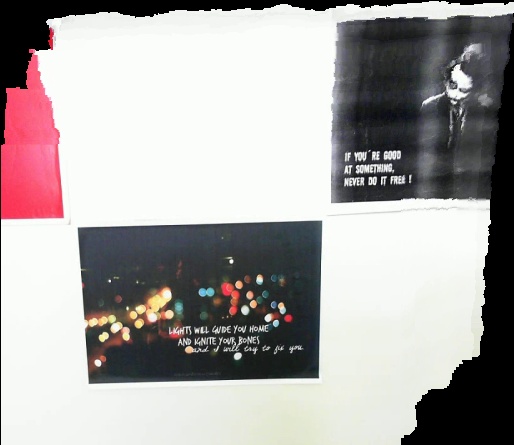 IF YOU´RE GOOD
AT SOMETHING,
NEVER DO IT FREE !
LIGHTS WILL GUIDE YOU HOME
AND IGNITE YOUR BONES
and I will try to fix you